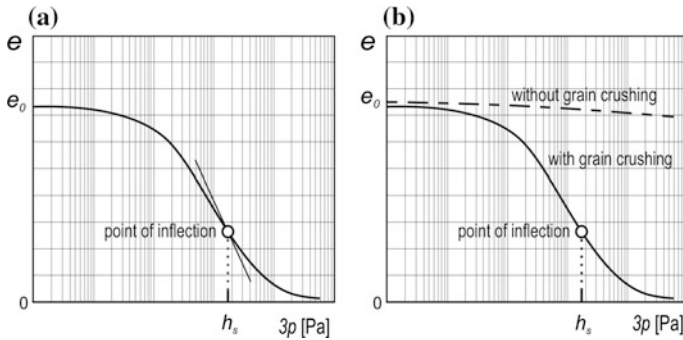 (a)
e
e₀
point of inflection
0
hₛ
3p [Pa]
(b)
e
e₀
without grain crushing
with grain crushing
point of inflection
0
hₛ
3p [Pa]